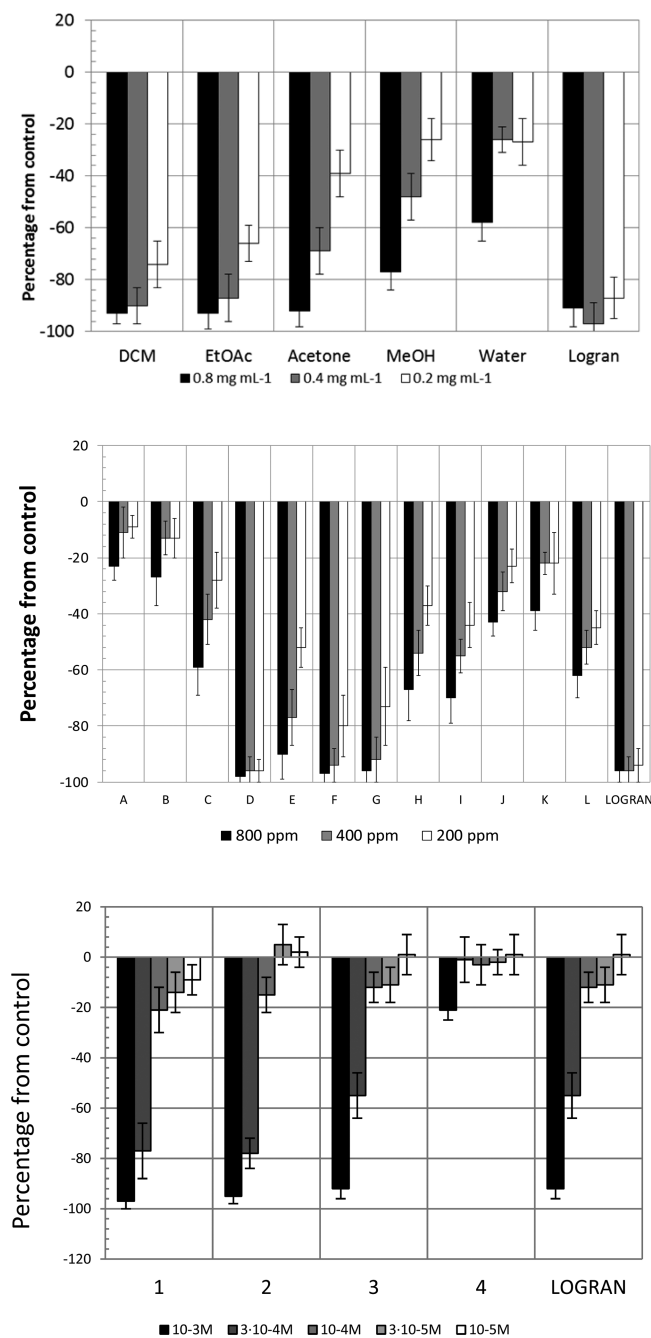 20
0
-20
-40
-60
-80
-100
Percentage from control
DCM EtOAc Acetone MeOH Water Logran
0.8 mg mL-1 0.4 mg mL-1 0.2 mg mL-1
20
0
-20
-40
-60
-80
-100
Percentage from control
A B C D E F G H I J K L LOGRAN
800 ppm 400 ppm 200 ppm
20
0
-20
-40
-60
-80
-100
-120
Percentage from control
1 2 3 4 LOGRAN
10-3M 3·10-4M 10-4M 3·10-5M 10-5M